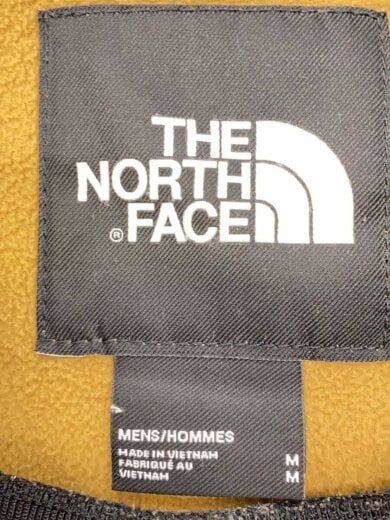 THE
NORTH
® FACE
MENS/HOMMES
MADE IN VIETNAM M
FABRIQUÉ AU
VIETNAM M